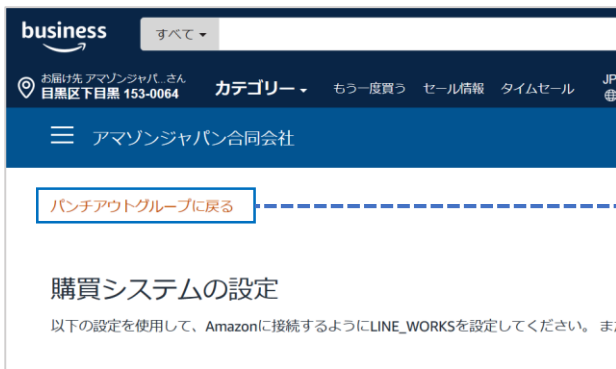 business
すべて
お届け先 アマゾンジャパ...さん
目黒区下目黒 153-0064
カテゴリー
もう一度買う セール情報 タイムセール
JP
アマゾンジャパン合同会社
パンチアウトグループに戻る
購買システムの設定
以下の設定を使用して、Amazonに接続するようにLINE_WORKSを設定してください。 また